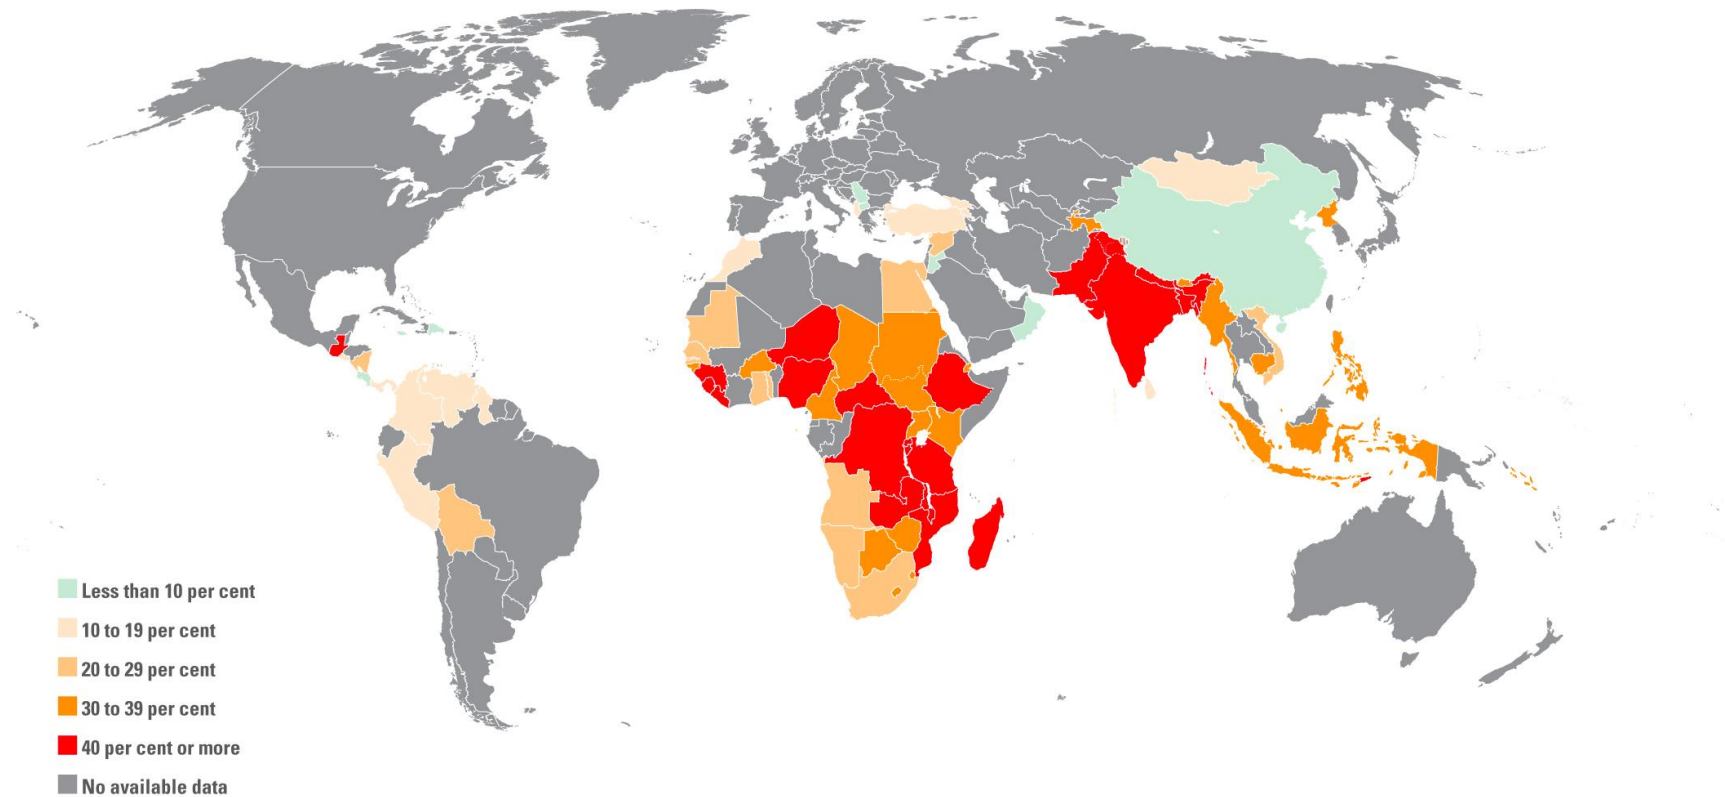 Less than 10 per cent
10 to 19 per cent
20 to 29 per cent
30 to 39 per cent
40 per cent or more
No available data